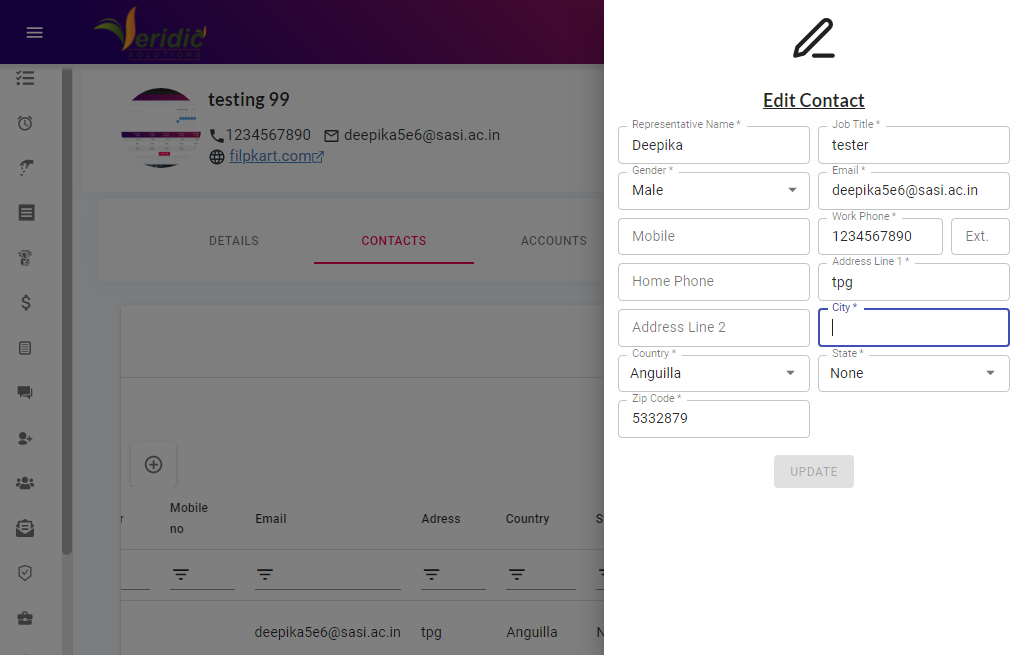 Veridic
SOLUTIONS
testing 99
1234567890 deepika5e6@sasi.ac.in
filpkart.com
DETAILS CONTACTS ACCOUNTS
r
Mobile
no
Email
Adress
Country
S
deepika5e6@sasi.ac.in tpg Anguilla N
Edit Contact
Representative Name * Job Title *
Deepika tester
Gender * Email *
Male deepika5e6@sasi.ac.in
Work Phone *
Mobile 1234567890 Ext.
Address Line 1 *
Home Phone tpg
City *
Address Line 2
Country * State *
Anguilla None
Zip Code *
5332879
UPDATE